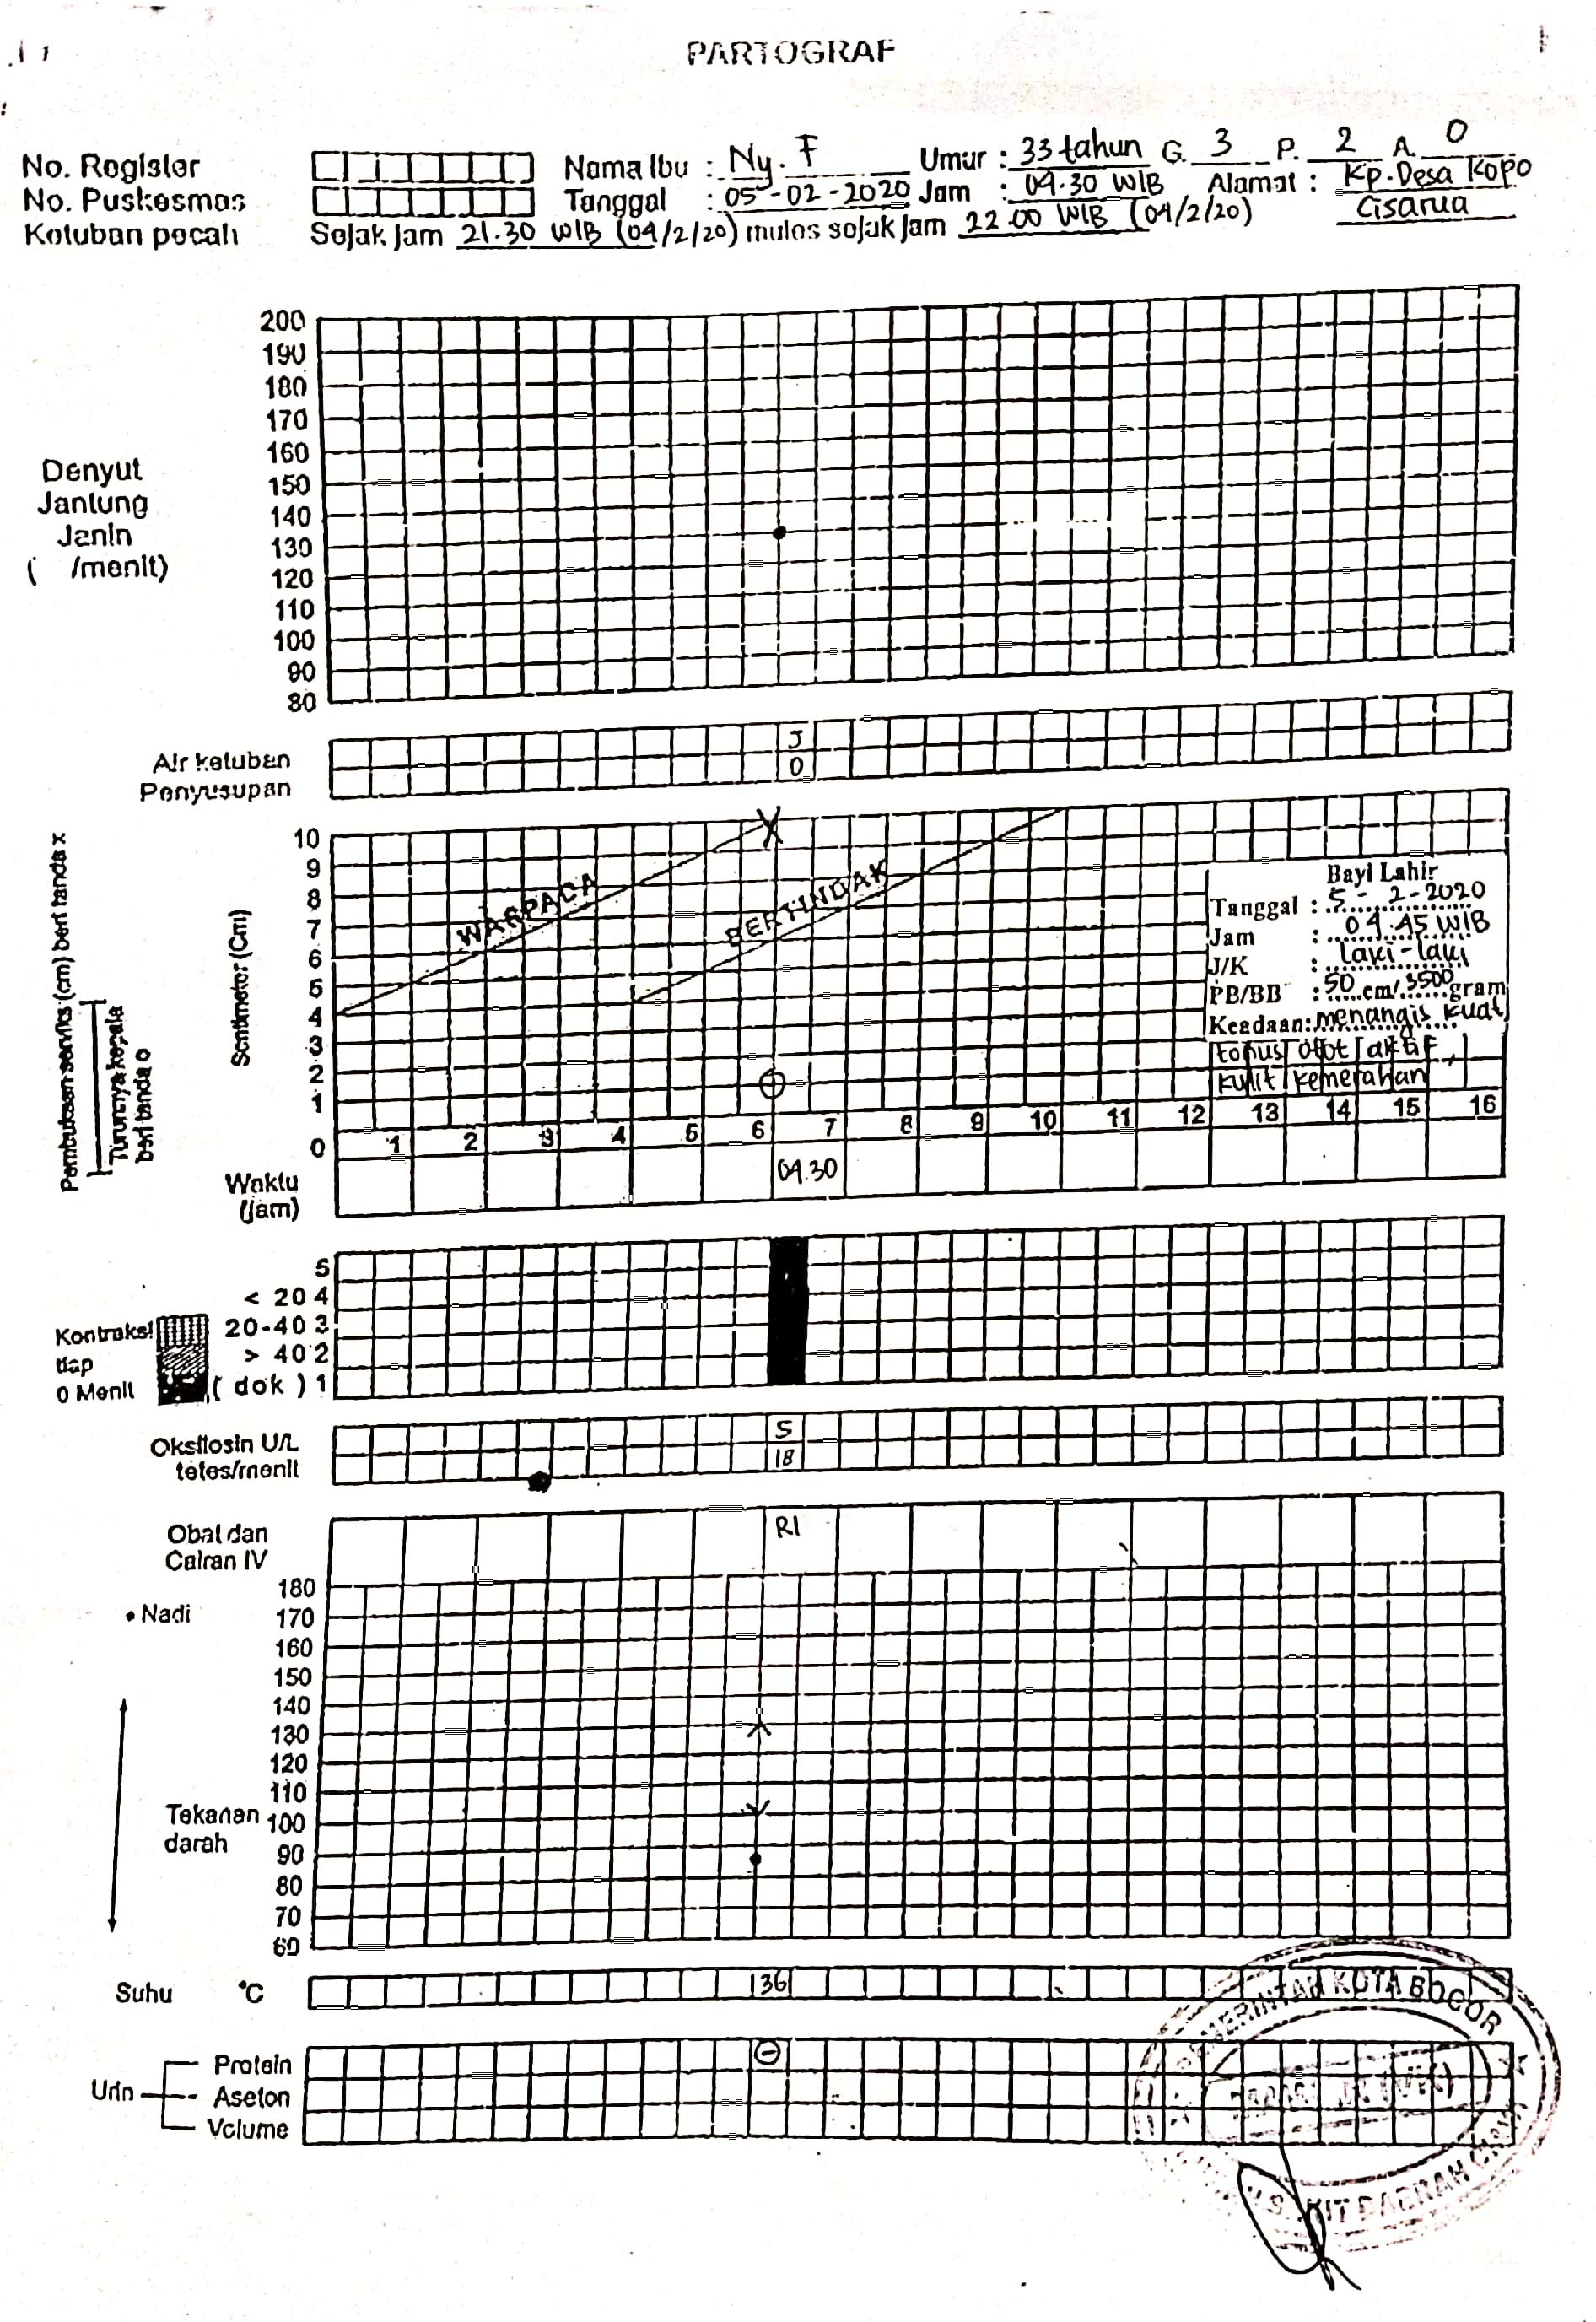 PARTOGRAF
No. Register Nama Ibu : Ny. F Umur : 33 tahun G. 3 P. 2 A. 0
No. Puskesmas Tanggal : 05-02-2020 Jam : 04.30 WIB Alamat : Kp. Desa Kopo
Cisarua
Ketuban pecah Sejak jam 21.30 WIB (04/2/20) mules sejak jam 22.00 WIB (04/2/20)
200
190
180
170
160
150
140
130
120
110
100
90
80
Denyut
Jantung
Janin
( /menit)
Air ketuban J
Penyusupan 0
Pembukaan serviks (cm) beri tanda x
Turunnya kepala
beri tanda o
Sentimeter (Cm)
10
9
8
7
6
5
4
3
2
1
0
WASPADA
BERTINDAK
X
Bayi Lahir
Tanggal : 5 - 2 - 2020
Jam : 04.45 WIB
J/K : laki-laki
PB/BB : 50 cm/ 3500 gram
Keadaan: menangis kuat
tonus otot aktif,
kulit kemerahan
1 2 3 4 5 6 7 8 9 10 11 12 13 14 15 16
Waktu
(jam)
04.30
Kontraksi
tiap
0 Menit
5
< 20 4
20-40 3
> 40 2
( dok ) 1
Oksitosin U/L 5
tetes/menit 18
Obat dan
Cairan IV
Rl
• Nadi
Tekanan
darah
180
170
160
150
140
130
120
110
100
90
80
70
60
Suhu °C 36
Urin
Protein -
Aseton
Volume
PEMERINTAH KOTA BOGOR